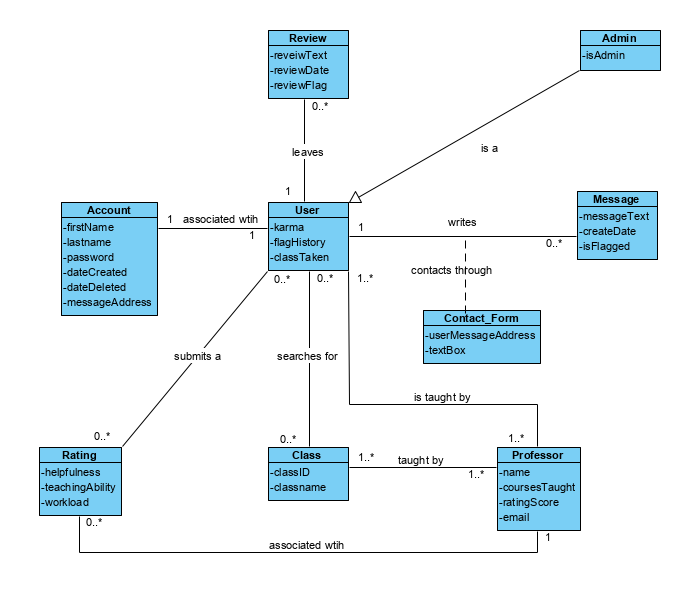 Review
-reveiwText
-reviewDate
-reviewFlag
0..*
leaves
1
Admin
-isAdmin
is a
Account
-firstName
-lastname
-password
-dateCreated
-dateDeleted
-messageAddress
1 associated wtih
1
User
-karma
-flagHistory
-classTaken
1
writes
0..*
Message
-messageText
-createDate
-isFlagged
contacts through
Contact_Form
-userMessageAddress
-textBox
0..*
0..*
1..*
submits a
searches for
is taught by
0..*
0..*
1..*
Rating
-helpfulness
-teachingAbility
-workload
0..*
Class
-classID
-classname
1..*
taught by
1..*
Professor
-name
-coursesTaught
-ratingScore
-email
1
associated wtih